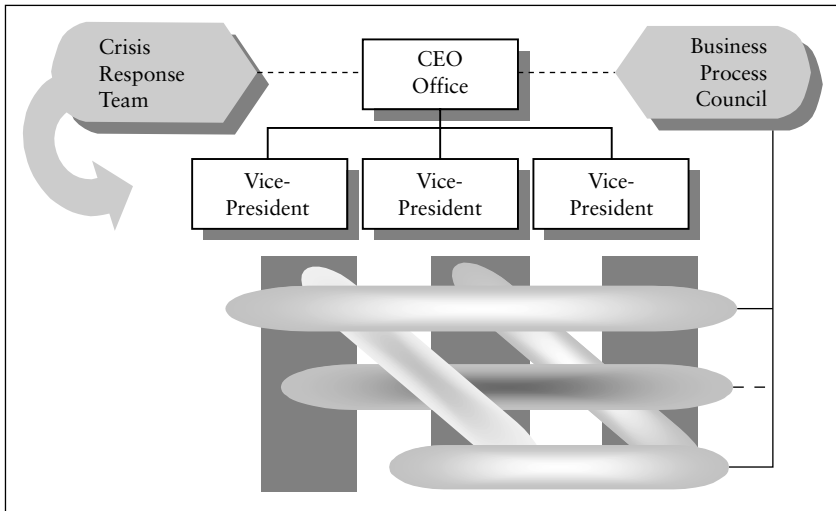 Crisis
Response
Team
CEO
Office
Business
Process
Council
Vice-
President
Vice-
President
Vice-
President